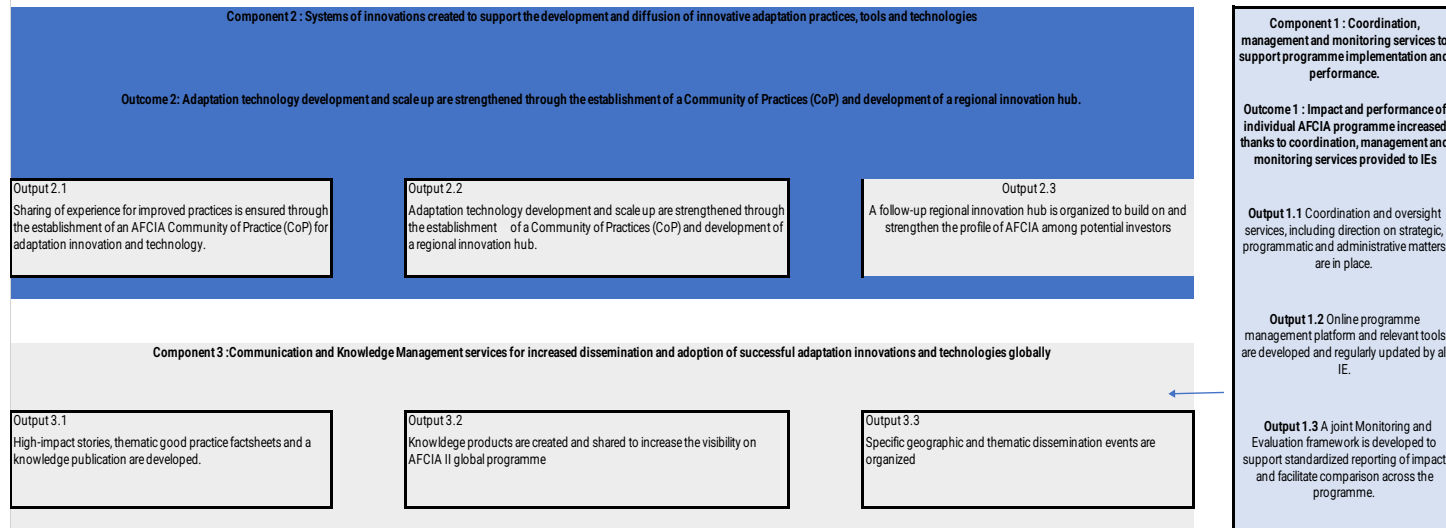 Component 2 : Systems of innovations created to support the development and diffusion of innovative adaptation practices, tools and technologies
Outcome 2: Adaptation technology development and scale up are strengthened through the establishment of a Community of Practices (CoP) and development of a regional innovation hub.
Output 2.1
Sharing of experience for improved practices is ensured through
the establishment of an AFCIA Community of Practice (CoP) for
adaptation innovation and technology.
Output 2.2
Adaptation technology development and scale up are strengthened through
the establishment of a Community of Practices (CoP) and development of
a regional innovation hub.
Output 2.3
A follow-up regional innovation hub is organized to build on and
strengthen the profile of AFCIA among potential investors
Component 3 :Communication and Knowledge Management services for increased dissemination and adoption of successful adaptation innovations and technologies globally
Output 3.1
High-impact stories, thematic good practice factsheets and a
knowledge publication are developed.
Output 3.2
Knowldege products are created and shared to increase the visibility on
AFCIA II global programme
Output 3.3
Specific geographic and thematic dissemination events are
organized
Component 1 : Coordination,
management and monitoring services to
support programme implementation and
performance.
Outcome 1 : Impact and performance of
individual AFCIA programme increased
thanks to coordination, management and
monitoring services provided to IEs
Output 1.1 Coordination and oversight
services, including direction on strategic,
programmatic and administrative matters
are in place.
Output 1.2 Online programme
management platform and relevant tools
are developed and regularly updated by al
IE.
Output 1.3 A joint Monitoring and
Evaluation framework is developed to
support standardized reporting of impact
and facilitate comparison across the
programme.